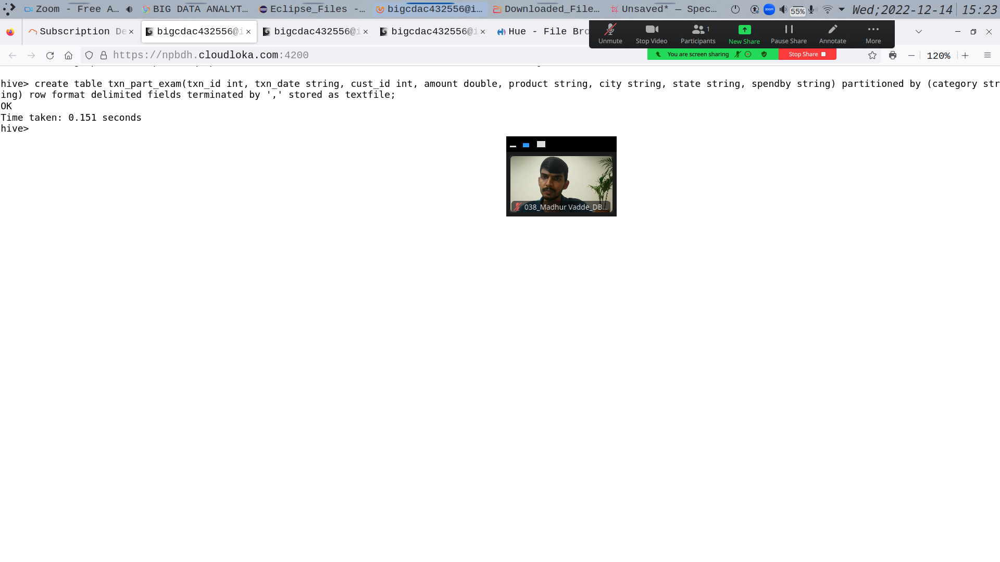 Zoom - Free A…
BIG DATA ANALYT…
Eclipse_Files -…
bigcdac432556@i…
Downloaded_File…
Unsaved* — Spec…
zoom
55%
Wed;2022-12-14
15:23
Subscription De
bigcdac432556@i
bigcdac432556@i
bigcdac432556@i
Hue - File Bro
Unmute
Stop Video
Participants
1
New Share
Pause Share
Annotate
More
https://npbdh.cloudloka.com:4200
You are screen sharing
Stop Share
120%
hive> create table txn_part_exam(txn_id int, txn_date string, cust_id int, amount double, product string, city string, state string, spendby string) partitioned by (category str
ing) row format delimited fields terminated by ',' stored as textfile;
OK
Time taken: 0.151 seconds
hive>
038_Madhur Vadde_DB...